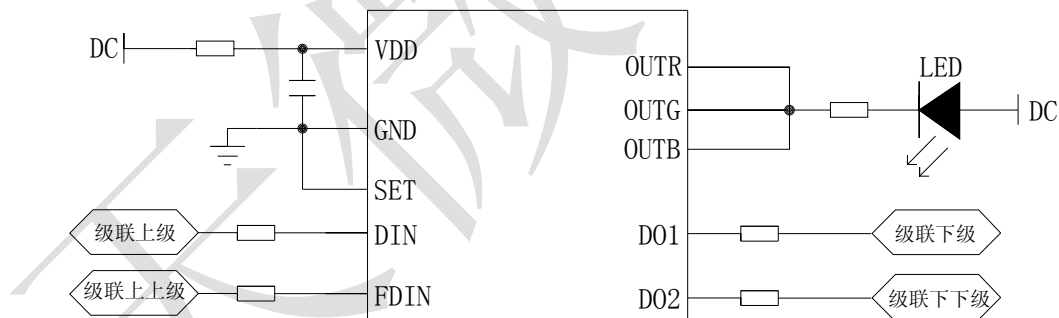 DC
VDD
GND
SET
级联上级
DIN
级联上上级
FDIN
OUTR
OUTG
OUTB
LED
DC
DO1
级联下级
DO2
级联下下级